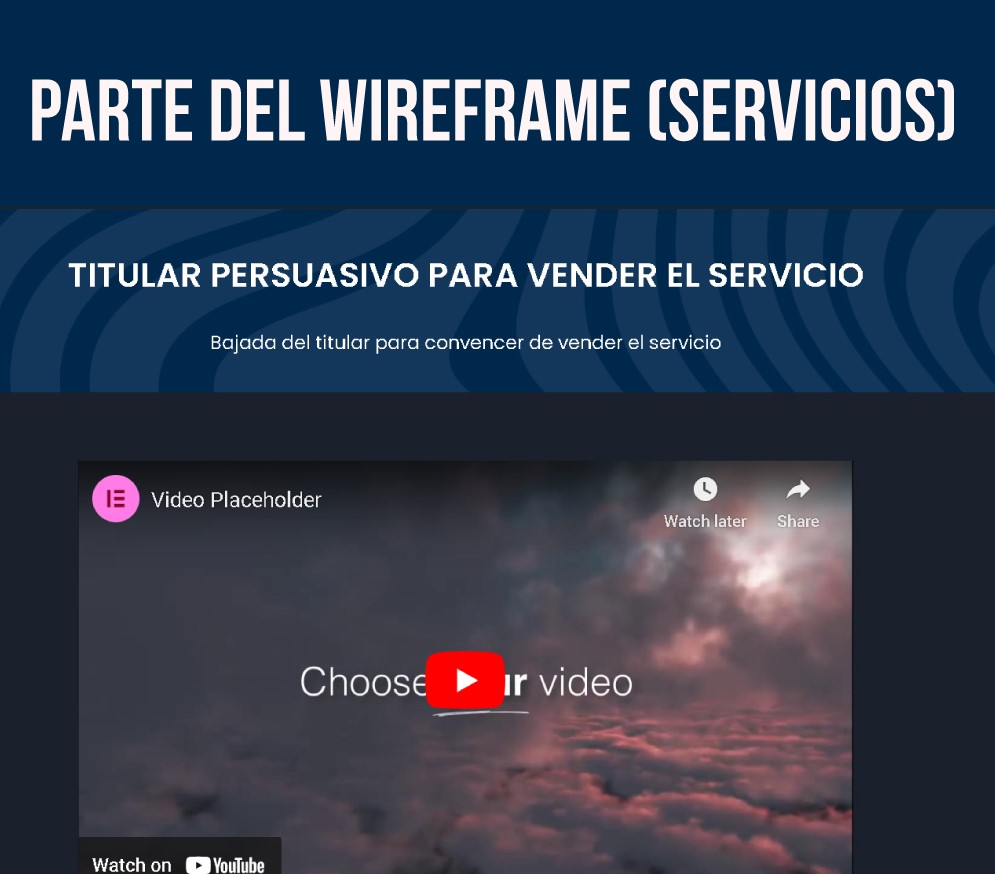 PARTE DEL WIREFRAME (SERVICIOS)
TITULAR PERSUASIVO PARA VENDER EL SERVICIO
Bajada del titular para convencer de vender el servicio
Video Placeholder
Watch later
Share
Choose video
Watch on YouTube